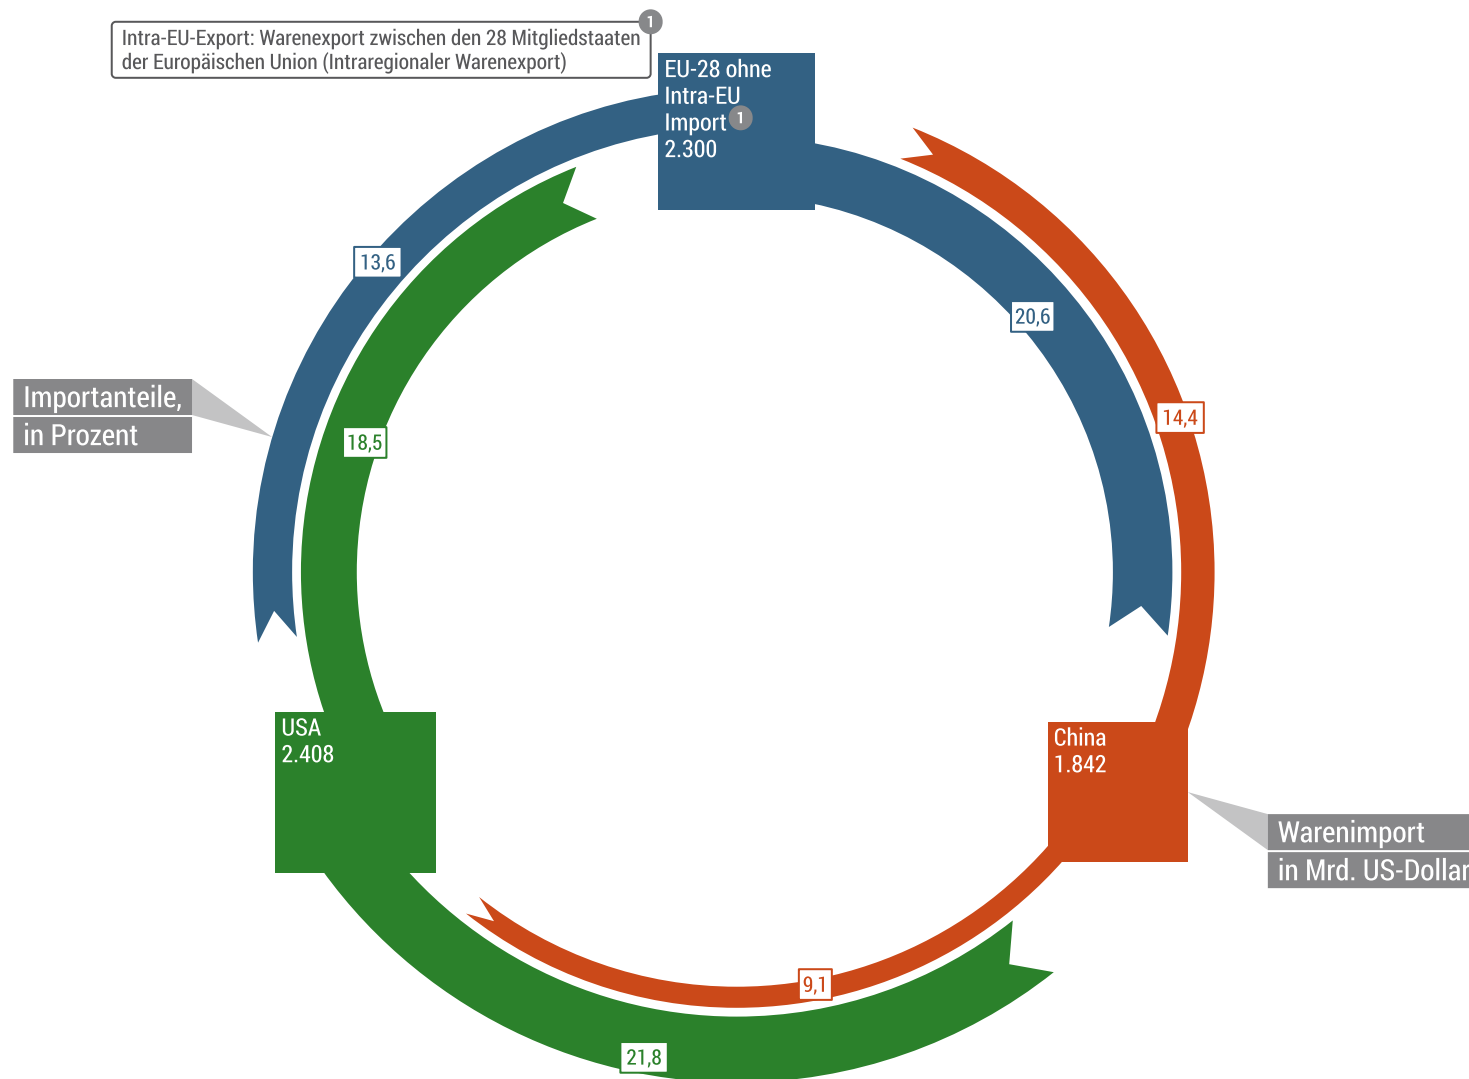 1
Intra-EU-Export: Warenexport zwischen den 28 Mitgliedstaaten
der Europäischen Union (Intraregionaler Warenexport)
EU-28 ohne
Intra-EU
Import 1
2.300
13,6
20,6
Importanteile,
in Prozent
14,4
18,5
USA
2.408
China
1.842
Warenimport
in Mrd. US-Dollar
9,1
21,8